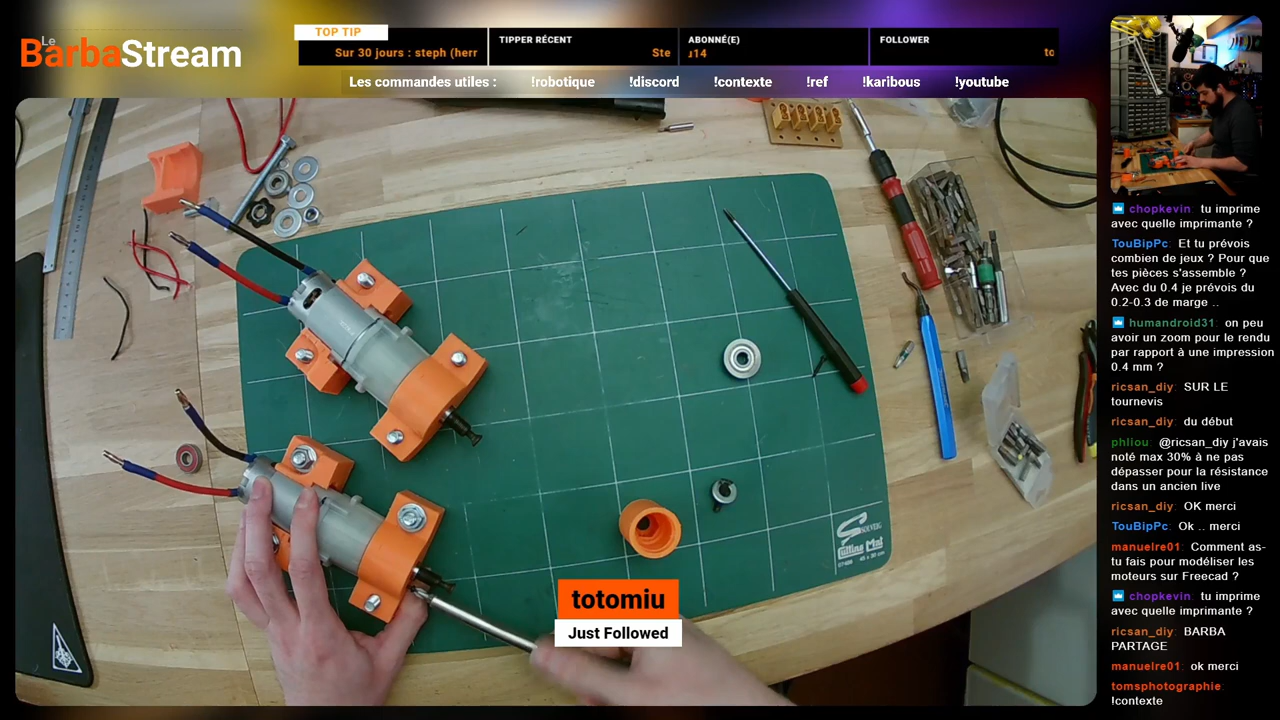 Le
BarbaStream
TOP TIP
Sur 30 jours : steph (herr
TIPPER RÉCENT
Ste
ABONNÉ(E)
J14
FOLLOWER
to
Les commandes utiles : !robotique !discord !contexte !ref !karibous !youtube
chopkevin: tu imprime
avec quelle imprimante ?
TouBipPc: Et tu prévois
combien de jeux ? Pour que
tes pièces s'assemble ?
Avec du 0.4 je prévois du
0.2-0.3 de marge ..
humandroid31: on peu
avoir un zoom pour le rendu
par rapport à une impression
0.4 mm ?
ricsan_diy: SUR LE
tournevis
ricsan_diy: du début
phliou: @ricsan_diy j'avais
noté max 30% à ne pas
dépasser pour la résistance
dans un ancien live
ricsan_diy: OK merci
TouBipPc: Ok .. merci
manuelre01: Comment as-
tu fais pour modéliser les
moteurs sur Freecad ?
chopkevin: tu imprime
avec quelle imprimante ?
ricsan_diy: BARBA
PARTAGE
manuelre01: ok merci
tomsphotographie:
!contexte
Cutting Mat
totomiu
Just Followed